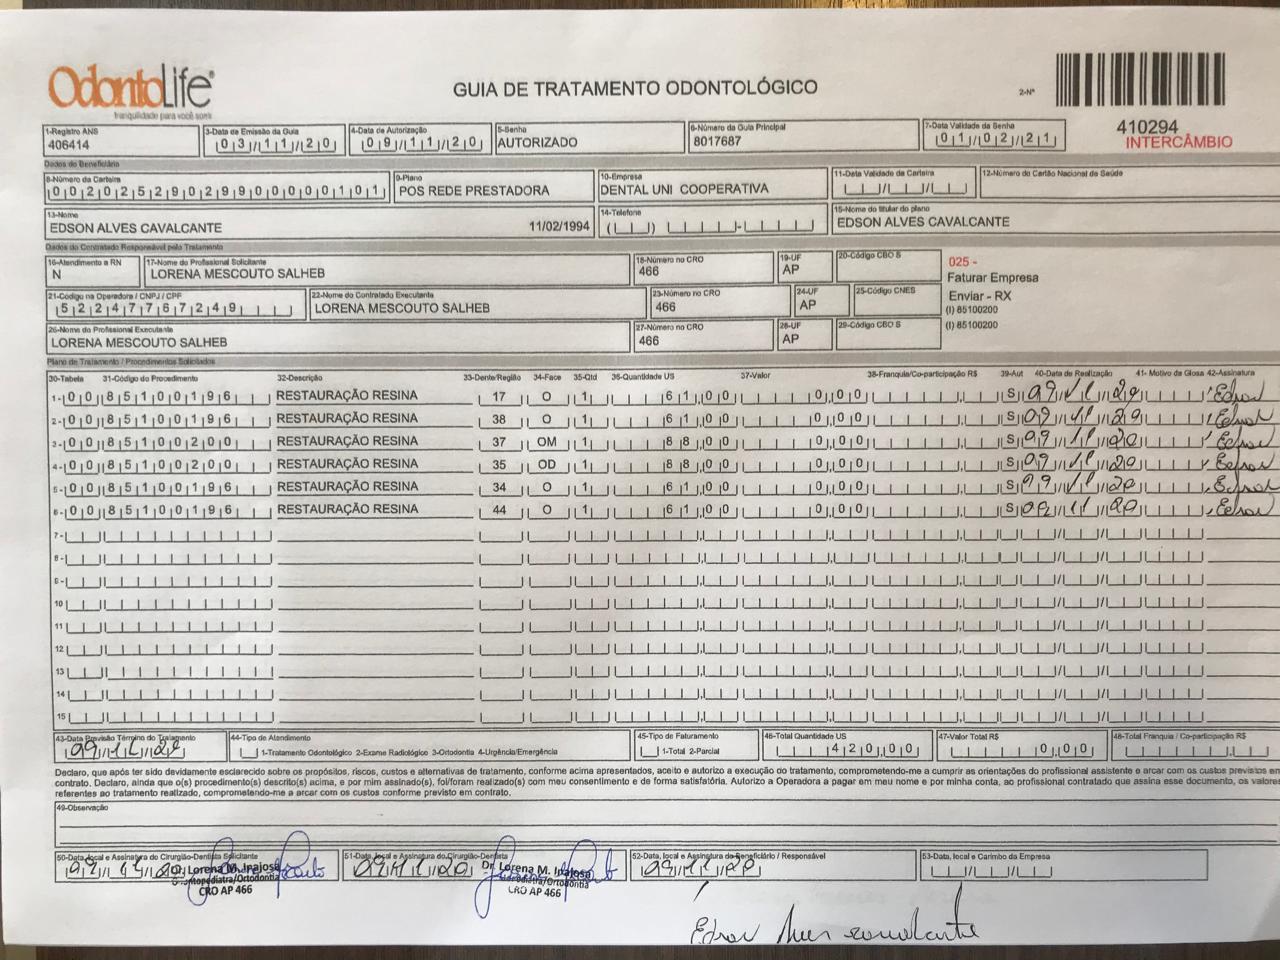 OdontoLife
tranquilidade para você sorrir
GUIA DE TRATAMENTO ODONTOLÓGICO
2-Nº
410294
INTERCÂMBIO
1-Registro ANS 3-Data de Emissão da Guia 4-Data de Autorização 5-Senha 6-Número da Guia Principal 7-Data Validade da Senha
406414 03/11/20 09/11/20 AUTORIZADO 8017687 01/02/21
Dados do Beneficiário
8-Número da Carteira 9-Plano 10-Empresa 11-Data Validade da Carteira 12-Número do Cartão Nacional de Saúde
00202529029900000101 POS REDE PRESTADORA DENTAL UNI COOPERATIVA
13-Nome 14-Telefone 15-Nome do titular do plano
EDSON ALVES CAVALCANTE 11/02/1994 EDSON ALVES CAVALCANTE
Dados do Contratado Responsável pelo Tratamento
16-Atendimento a RN 17-Nome do Profissional Solicitante 18-Número no CRO 19-UF 20-Código CBO S
N LORENA MESCOUTO SALHEB 466 AP
025 -
Faturar Empresa
Enviar - RX
(I) 85100200
(I) 85100200
21-Código na Operadora / CNPJ / CPF 22-Nome do Contratado Executante 23-Número no CRO 24-UF 25-Código CNES
52247767249 LORENA MESCOUTO SALHEB 466 AP
26-Nome do Profissional Executante 27-Número no CRO 28-UF 29-Código CBO S
LORENA MESCOUTO SALHEB 466 AP
Plano de Tratamento / Procedimentos Solicitados
30-Tabela 31-Código do Procedimento 32-Descrição 33-Dente/Região 34-Face 35-Qtd 36-Quantidade US 37-Valor 38-Franquia/Co-participação R$ 39-Aut 40-Data de Realização 41- Motivo da Glosa 42-Assinatura
1- 00 85100196 RESTAURAÇÃO RESINA 17 O 1 61,00 0,00 S 09/11/20 Edson
2- 00 85100196 RESTAURAÇÃO RESINA 38 O 1 61,00 0,00 S 09/11/20 Edson
3- 00 85100200 RESTAURAÇÃO RESINA 37 OM 1 88,00 0,00 S 09/11/20 Edson
4- 00 85100200 RESTAURAÇÃO RESINA 35 OD 1 88,00 0,00 S 09/11/20 Edson
5- 00 85100196 RESTAURAÇÃO RESINA 34 O 1 61,00 0,00 S 09/11/20 Edson
6- 00 85100196 RESTAURAÇÃO RESINA 44 O 1 61,00 0,00 S 09/11/20 Edson
7-
8-
9-
10
11
12
13
14
15
43-Data Previsão Término do Tratamento 44-Tipo de Atendimento 45-Tipo de Faturamento 46-Total Quantidade US 47-Valor Total R$ 48-Total Franquia / Co-participação R$
09/11/20 1-Tratamento Odontológico 2-Exame Radiológico 3-Ortodontia 4-Urgência/Emergência 1-Total 2-Parcial 420,00 0,00
Declaro, que após ter sido devidamente esclarecido sobre os propósitos, riscos, custos e alternativas de tratamento, conforme acima apresentados, aceito e autorizo a execução do tratamento, comprometendo-me a cumprir as orientações do profissional assistente e arcar com os custos previstos em
contrato. Declaro, ainda que o(s) procedimento(s) descrito(s) acima, e por mim assinado(s), foi/foram realizado(s) com meu consentimento e de forma satisfatória. Autorizo a Operadora a pagar em meu nome e por minha conta, ao profissional contratado que assina esse documento, os valores
referentes ao tratamento realizado, comprometendo-me a arcar com os custos conforme previsto em contrato.
49-Observação
50-Data, local e Assinatura do Cirurgião-Dentista Solicitante 51-Data, local e Assinatura do Cirurgião-Dentista 52-Data, local e Assinatura do Beneficiário / Responsável 53-Data, local e Carimbo da Empresa
09/11/20 09/11/20 09/11/20
Dra Lorena M. Inajosa Dra Lorena M. Inajosa
Ortopediatra/Ortodontia Ortopediatra/Ortodontia
CRO AP 466 CRO AP 466
Edson Alves cavalcante